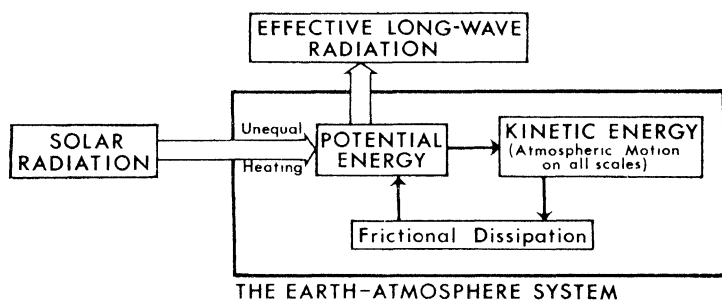 EFFECTIVE LONG-WAVE
RADIATION
SOLAR
RADIATION
Unequal
Heating
POTENTIAL
ENERGY
KINETIC ENERGY
(Atmospheric Motion
on all scales)
Frictional Dissipation
THE EARTH-ATMOSPHERE SYSTEM